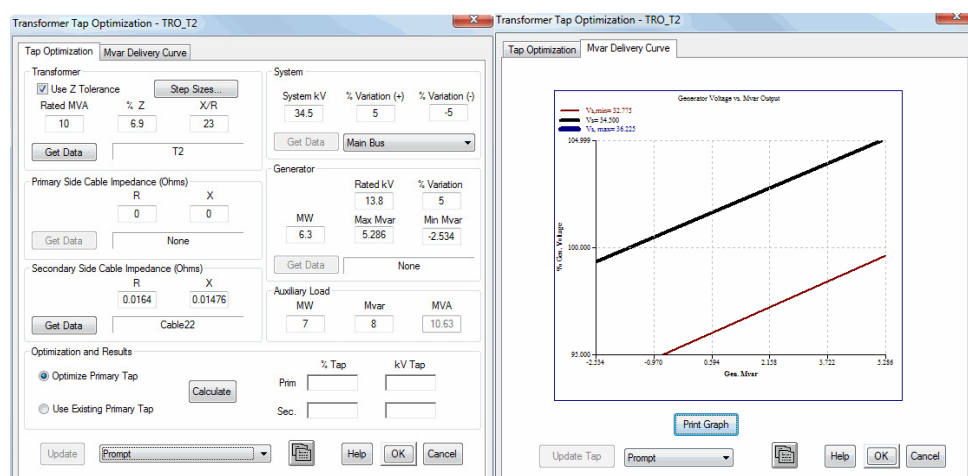 Transformer Tap Optimization - TRO_T2
Tap Optimization
Mvar Delivery Curve
Transformer
Use Z Tolerance
Step Sizes...
Rated MVA
% Z
X/R
10
6.9
23
Get Data
T2
Primary Side Cable Impedance (Ohms)
R
X
0
0
Get Data
None
Secondary Side Cable Impedance (Ohms)
R
X
0.0164
0.01476
Get Data
Cable22
System
System kV
% Variation (+)
% Variation (-)
34.5
5
-5
Get Data
Main Bus
Generator
Rated kV
% Variation
13.8
5
MW
Max Mvar
Min Mvar
6.3
5.286
-2.534
Get Data
None
Auxiliary Load
MW
Mvar
MVA
7
8
10.63
Optimization and Results
Optimize Primary Tap
Use Existing Primary Tap
Calculate
% Tap
kV Tap
Prim
Sec.
Update
Prompt
Help
OK
Cancel
Transformer Tap Optimization - TRO_T2
Tap Optimization
Mvar Delivery Curve
Generator Voltage vs. Mvar Output
Vs,min= 32.775
Vs= 34.500
Vs, max= 36.225
104.999
100.000
95.000
% Gen. Voltage
-2.534
-0.970
0.594
2.158
3.722
5.286
Gen. Mvar
Print Graph
Update Tap
Prompt
Help
OK
Cancel